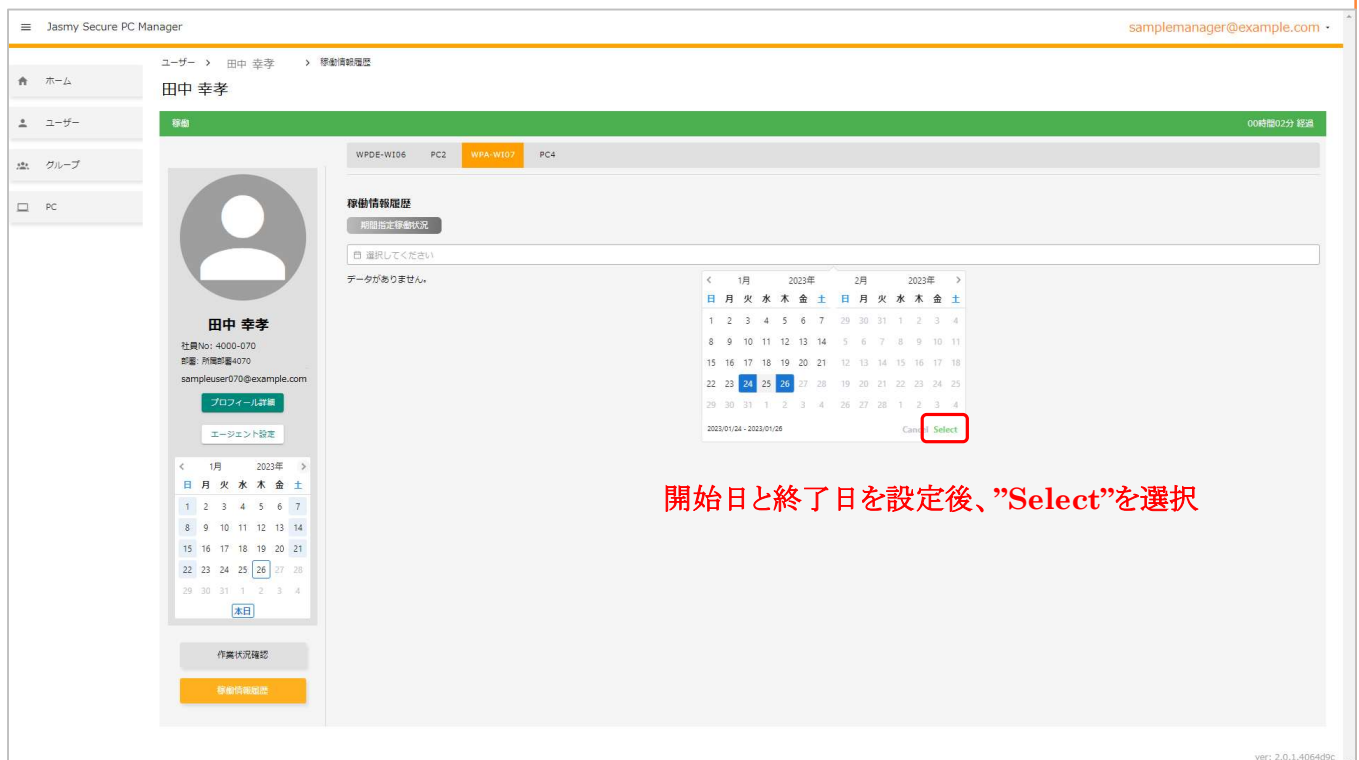 Jasmy Secure PC Manager
samplemanager@example.com
ユーザー > 田中 幸孝 > 稼働情報履歴
田中 幸孝
ホーム
ユーザー
グループ
PC
稼働 00時間02分 経過
WPDE-WI06 PC2 WPA-WI07 PC4
稼働情報履歴
期間指定稼働状況
選択してください
データがありません。
< 1月 2023年 2月 2023年 >
日 月 火 水 木 金 土 日 月 火 水 木 金 土
1 2 3 4 5 6 7 29 30 31 1 2 3 4
8 9 10 11 12 13 14 5 6 7 8 9 10 11
15 16 17 18 19 20 21 12 13 14 15 16 17 18
22 23 24 25 26 27 28 19 20 21 22 23 24 25
29 30 31 1 2 3 4 26 27 28 1 2 3 4
2023/01/24 - 2023/01/26 Cancel Select
開始日と終了日を設定後、”Select”を選択
田中 幸孝
社員No: 4000-070
部署: 所属部署4070
sampleuser070@example.com
プロフィール詳細
エージェント設定
< 1月 2023年 >
日 月 火 水 木 金 土
1 2 3 4 5 6 7
8 9 10 11 12 13 14
15 16 17 18 19 20 21
22 23 24 25 26 27 28
29 30 31 1 2 3 4
本日
作業状況確認
稼働情報履歴
ver: 2.0.1.4064d9c